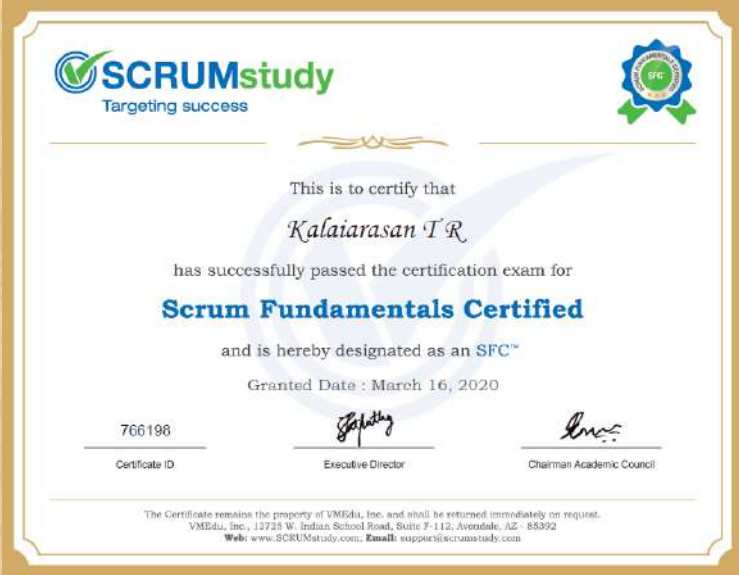 SCRUMstudy
Targeting success
SCRUM FUNDAMENTALS CERTIFIED
SFC
This is to certify that
Kalaiarasan T R
has successfully passed the certification exam for
Scrum Fundamentals Certified
and is hereby designated as an SFC™
Granted Date : March 16, 2020
766198
Certificate ID
Executive Director
Chairman Academic Council
The Certificate remains the property of VMEdu, Inc. and shall be returned immediately on request.
VMEdu, Inc., 12725 W. Indian School Road, Suite F-112, Avondale, AZ - 85392
Web: www.SCRUMstudy.com; Email: support@scrumstudy.com